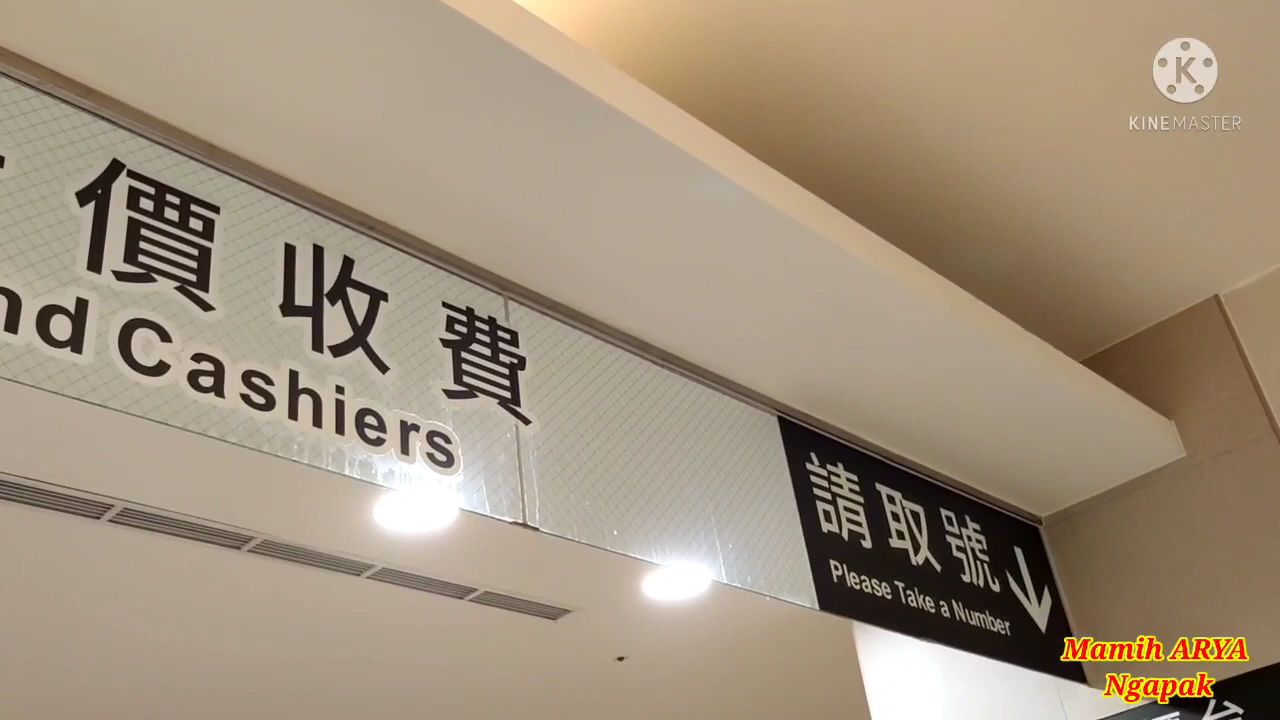 價收費
nd Cashiers
請取號
Please Take a Number
KINEMASTER
Mamih ARYA
Ngapak